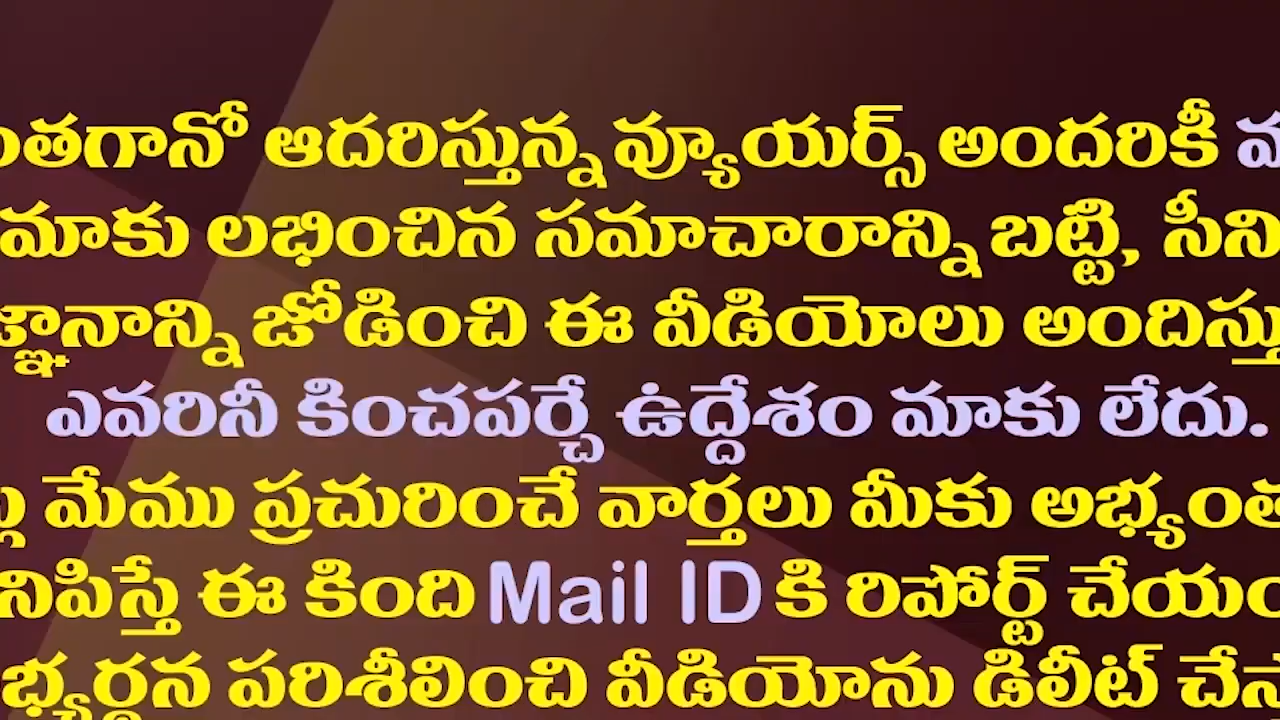 ంతగానో ఆదరిస్తున్న వ్యూయర్స్ అందరికీ
మాకు లభించిన సమాచారాన్ని బట్టి, సీని
జ్ఞానాన్ని జోడించి ఈ వీడియోలు అందిస్తు
ఎవరినీ కించపర్చే ఉద్దేశం మాకు లేదు.
మేము ప్రచురించే వార్తలు మీకు అభ్యంత
నిపిస్తే ఈ కింది Mail ID కి రిపోర్ట్ చేయం
భ్యర్థన పరిశీలించి వీడియోను డిలీట్ చేస